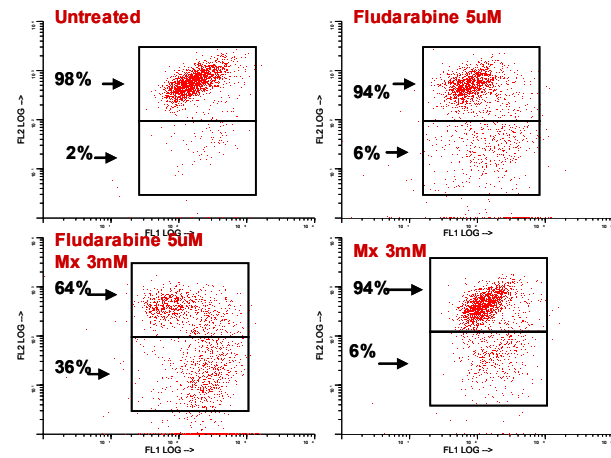 Untreated
98%
2%
FL2 LOG -->
FL1 LOG -->
Fludarabine 5uM
94%
6%
FL2 LOG -->
FL1 LOG -->
Fludarabine 5uM
Mx 3mM
64%
36%
FL2 LOG -->
FL1 LOG -->
Mx 3mM
94%
6%
FL2 LOG -->
FL1 LOG -->